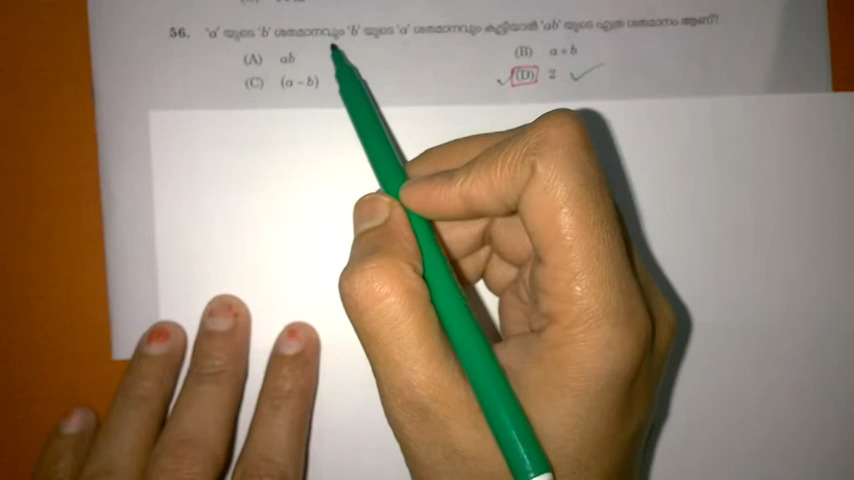 56. 'a' യുടെ 'b' ശതമാനവും 'b' യുടെ 'a' ശതമാനവും കൂട്ടിയാൽ 'ab' യുടെ എത്ര ശതമാനം ആണ്?
(A) ab (B) a + b
(C) (a – b) (D) 2